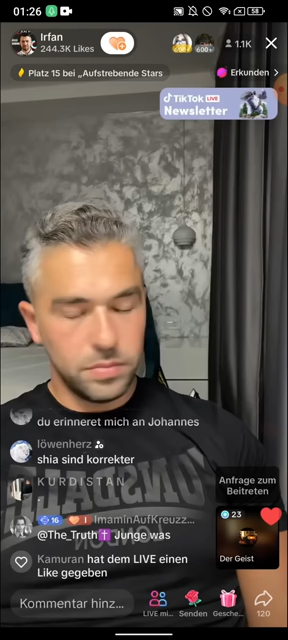 01:26
58
Irfan
244.3K Likes
600+
1.1K
Platz 15 bei „Aufstrebende Stars
Erkunden
TikTok LIVE
Newsletter
du erinneret mich an Johannes
löwenherz
shia sind korrekter
K U R D I S T A N
.
16 I ImaminAufKreuzz...
@The_Truth✝️ Junge was
Kamuran hat dem LIVE einen
Like gegeben
LONSDALE
LONDON
Anfrage zum
Beitreten
23
Der Geist
Kommentar hinz...
LIVE mi...
Senden
Gesche...
120